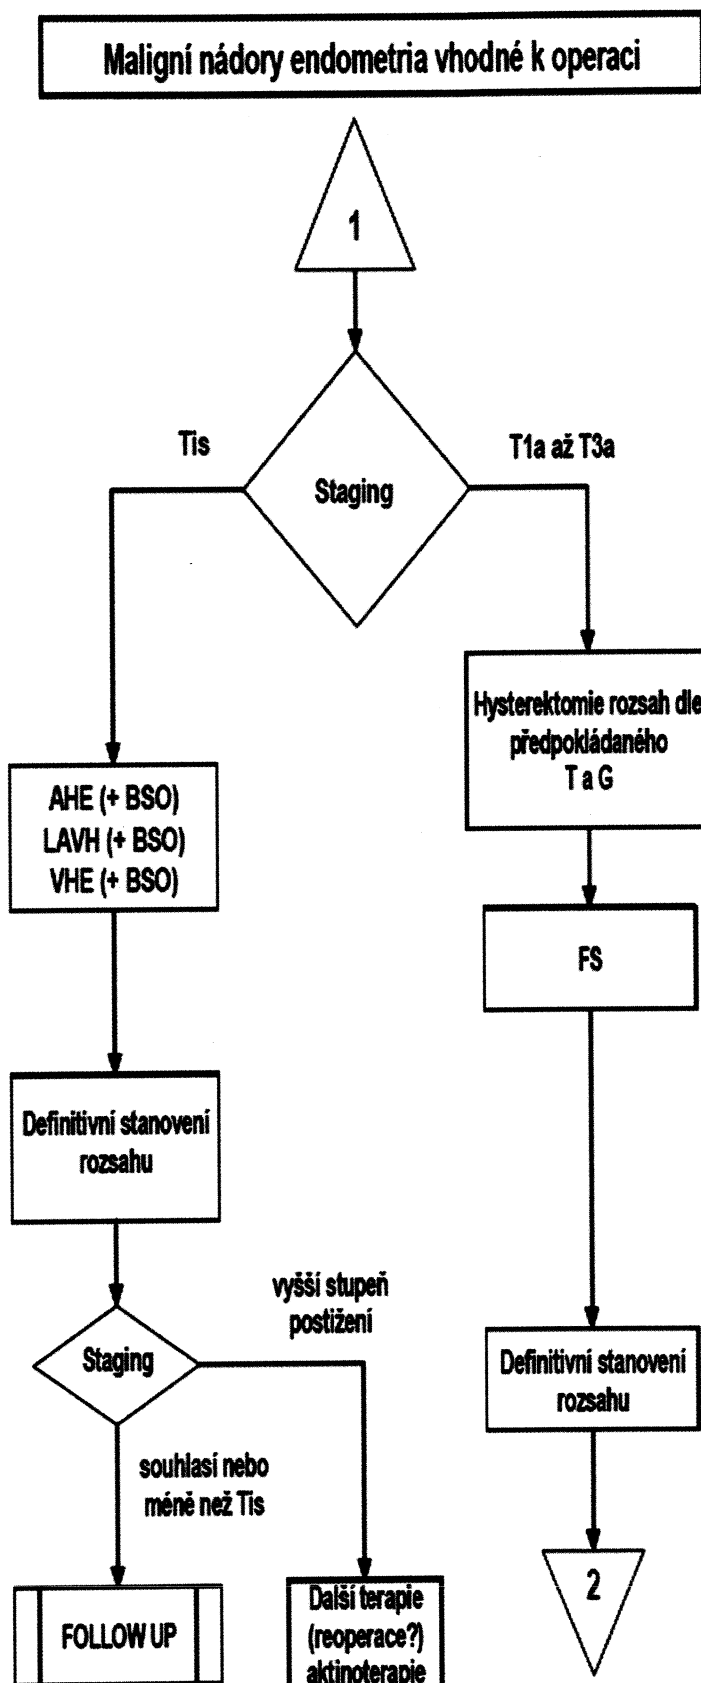 Maligní nádory endometria vhodné k operaci
1
Tis
T1a až T3a
Staging
Hysterektomie rozsah dle
předpokládaného
T a G
AHE (+ BSO)
LAVH (+ BSO)
VHE (+ BSO)
FS
Definitivní stanovení
rozsahu
vyšší stupeň
postižení
Staging
Definitivní stanovení
rozsahu
souhlasí nebo
méně než Tis
2
FOLLOW UP
Další terapie
(reoperace?)
aktinoterapie